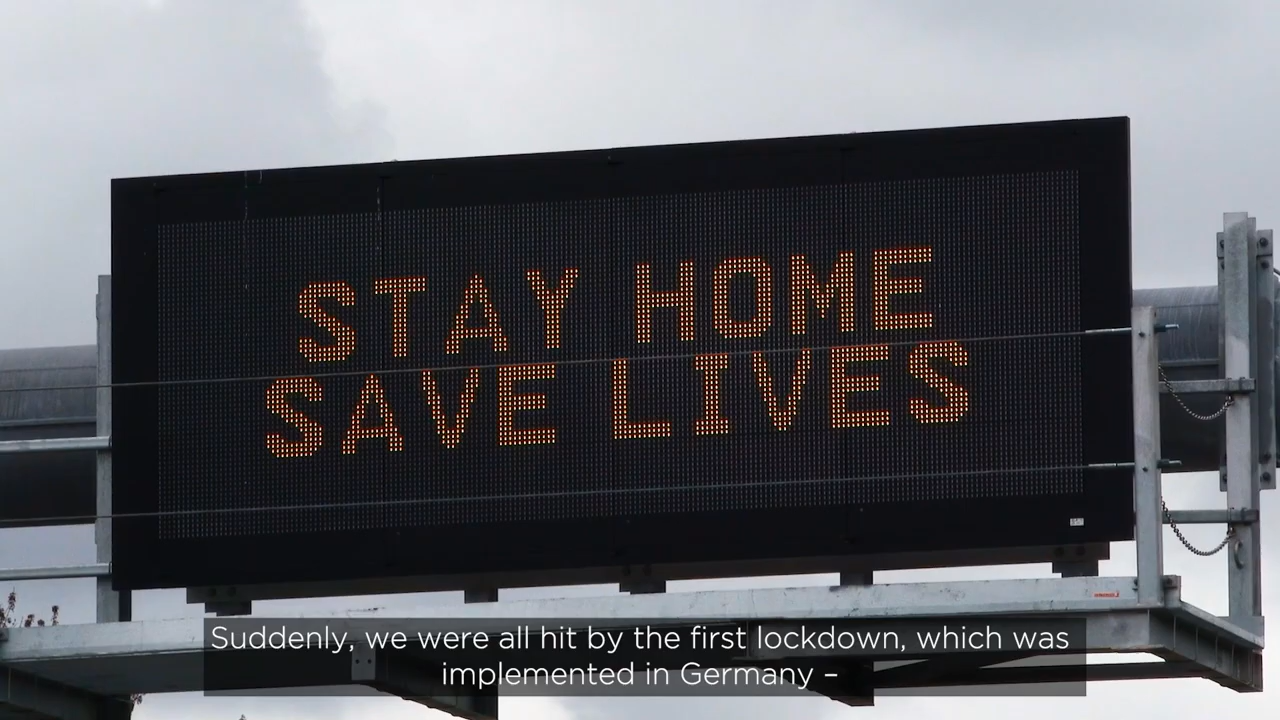 STAY HOME
SAVE LIVES
Suddenly, we were all hit by the first lockdown, which was
implemented in Germany –